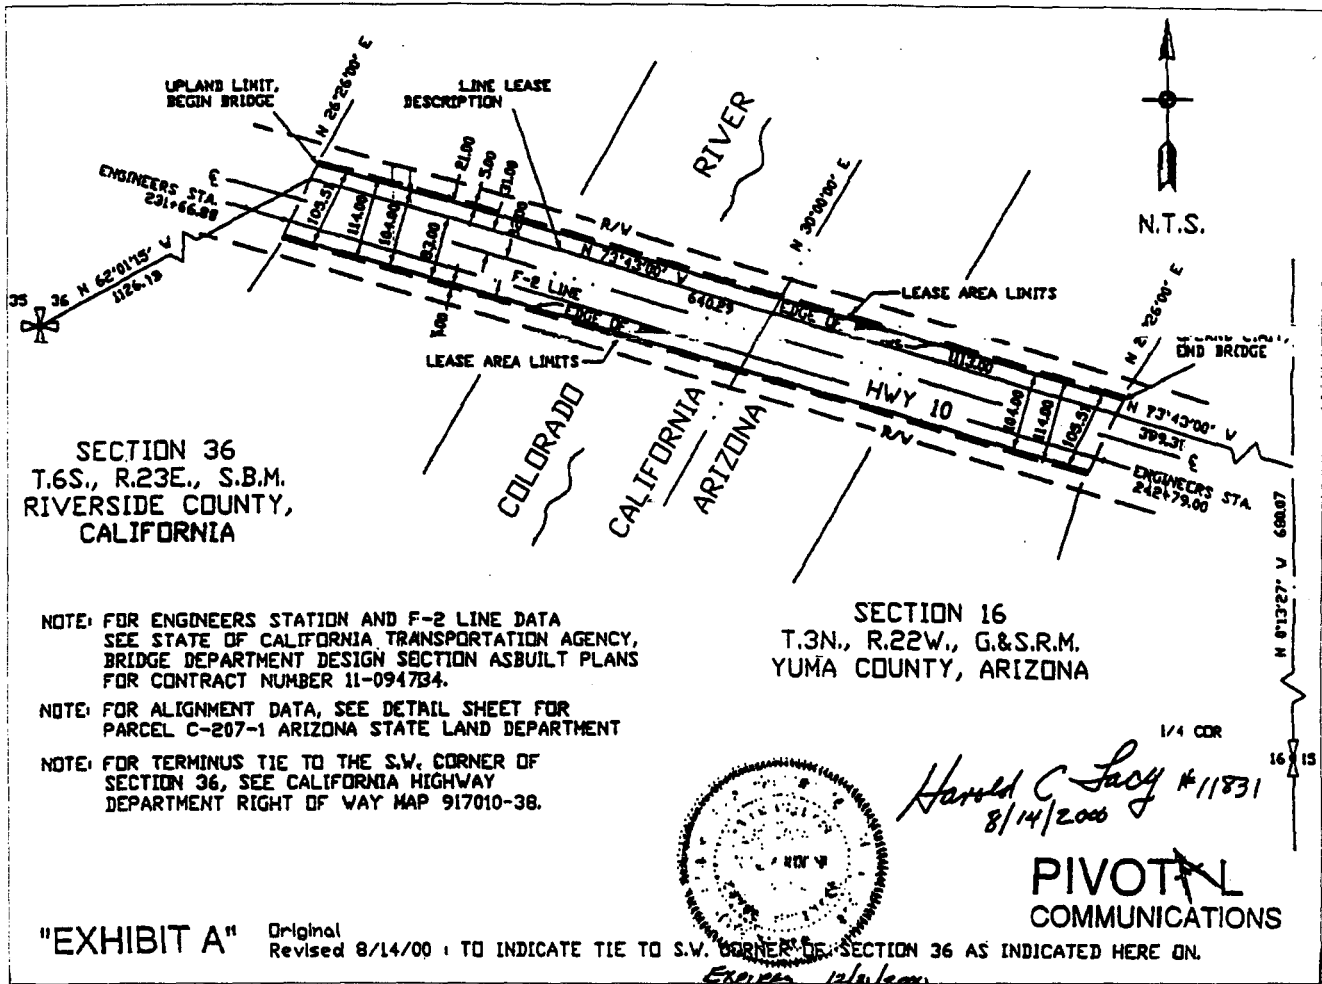 UPLAND LIMIT,
BEGIN BRIDGE
N 26°26'00" E
LINE LEASE
DESCRIPTION
RIVER
N.T.S.
ENGINEERS STA.
231+66.88
N 62°01'15" W
1126.13
35 36
105.51
114.00
104.00
83.00
21.00
5.00
31.00
R/W
N 73°43'00" W
640.29
F-2 LINE
EDGE OF
EDGE OF
N 30°00'00" E
LEASE AREA LIMITS
LEASE AREA LIMITS
1113.00
END BRIDGE
HWY 10
R/W
104.00
114.00
105.51
N 73°43'00" W
399.31
ENGINEERS STA.
242+79.00
COLORADO
CALIFORNIA
ARIZONA
N 0°13'27" W 680.07
SECTION 36
T.6S., R.23E., S.B.M.
RIVERSIDE COUNTY,
CALIFORNIA
SECTION 16
T.3N., R.22W., G.&S.R.M.
YUMA COUNTY, ARIZONA
NOTE: FOR ENGINEERS STATION AND F-2 LINE DATA
SEE STATE OF CALIFORNIA TRANSPORTATION AGENCY,
BRIDGE DEPARTMENT DESIGN SECTION ASBUILT PLANS
FOR CONTRACT NUMBER 11-094734.
NOTE: FOR ALIGNMENT DATA, SEE DETAIL SHEET FOR
PARCEL C-207-1 ARIZONA STATE LAND DEPARTMENT
NOTE: FOR TERMINUS TIE TO THE S.W. CORNER OF
SECTION 36, SEE CALIFORNIA HIGHWAY
DEPARTMENT RIGHT OF WAY MAP 917010-38.
1/4 COR
16 15
Harold C Lacy #11831
8/14/2000
PIVOTAL
COMMUNICATIONS
"EXHIBIT A"
Original
Revised 8/14/00 : TO INDICATE TIE TO S.W. CORNER OF SECTION 36 AS INDICATED HERE ON.
Expires